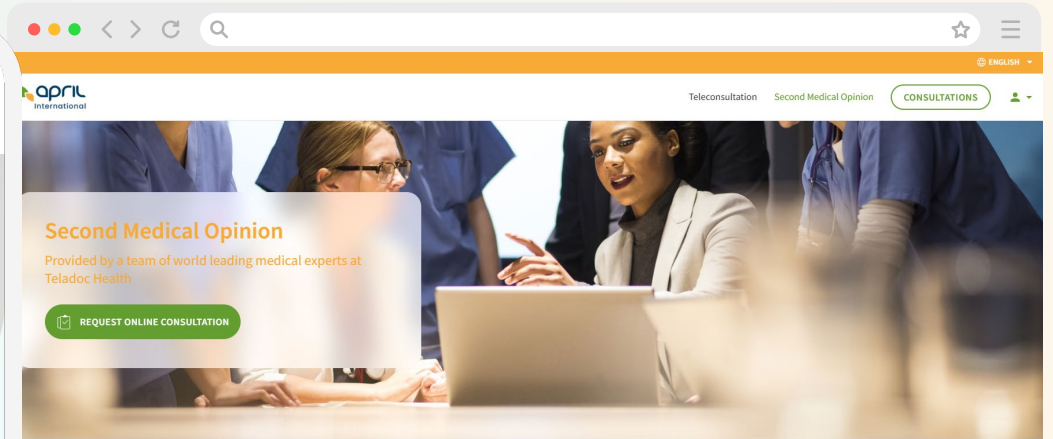 ENGLISH
april
International
Teleconsultation
Second Medical Opinion
CONSULTATIONS
Second Medical Opinion
Provided by a team of world leading medical experts at
Teladoc Health
REQUEST ONLINE CONSULTATION